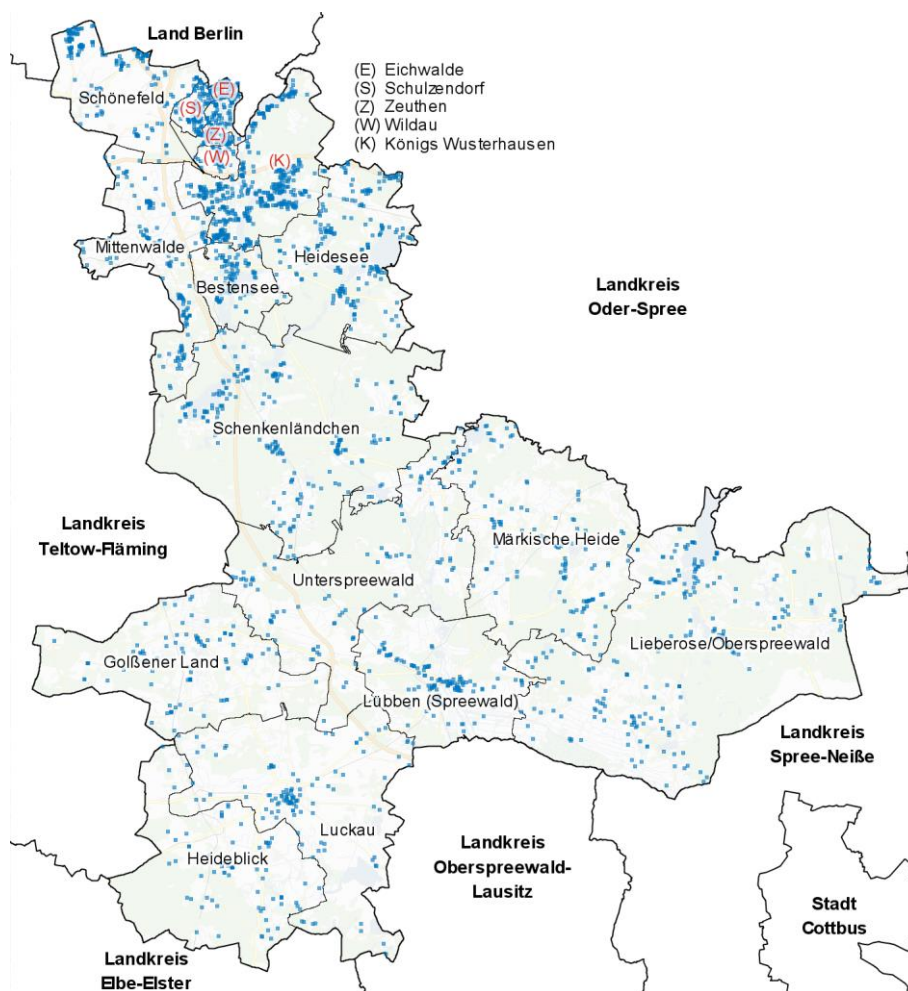 Land Berlin
(E) Eichwalde
(S) Schulzendorf
(Z) Zeuthen
(W) Wildau
(K) Königs Wusterhausen
Schönefeld
(E)
(S)
(Z)
(W)
(K)
Mittenwalde
Heidesee
Bestensee
Landkreis
Oder-Spree
Schenkenländchen
Landkreis
Teltow-Fläming
Märkische Heide
Unterspreewald
Lieberose/Oberspreewald
Golßener Land
Lübben (Spreewald)
Landkreis
Spree-Neiße
Luckau
Heideblick
Landkreis
Oberspreewald-
Lausitz
Stadt
Cottbus
Landkreis
Elbe-Elster